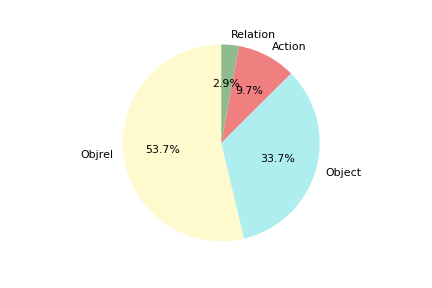 Relation
Action
2.9%
9.7%
53.7%
Objrel
33.7%
Object